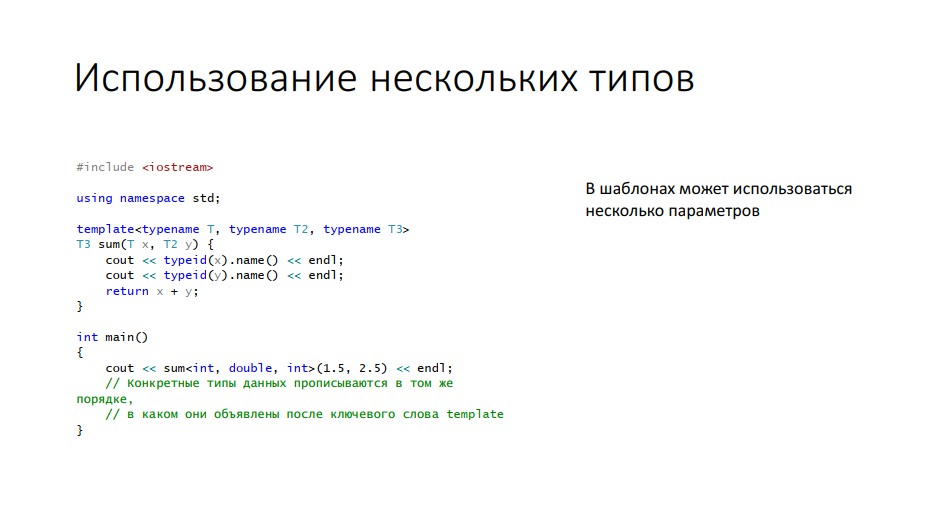 Использование нескольких типов
#include <iostream>
using namespace std;
template<typename T, typename T2, typename T3>
T3 sum(T x, T2 y) {
    cout << typeid(x).name() << endl;
    cout << typeid(y).name() << endl;
    return x + y;
}
int main()
{
    cout << sum<int, double, int>(1.5, 2.5) << endl;
    // Конкретные типы данных прописываются в том же
порядке,
    // в каком они объявлены после ключевого слова template
}
В шаблонах может использоваться
несколько параметров